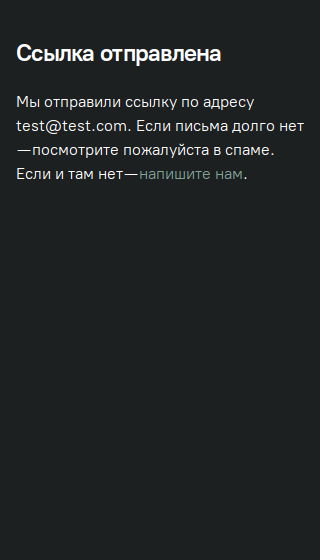 Ссылка отправлена
Мы отправили ссылку по адресу
test@test.com. Если письма долго нет
—посмотрите пожалуйста в спаме.
Если и там нет—напишите нам.